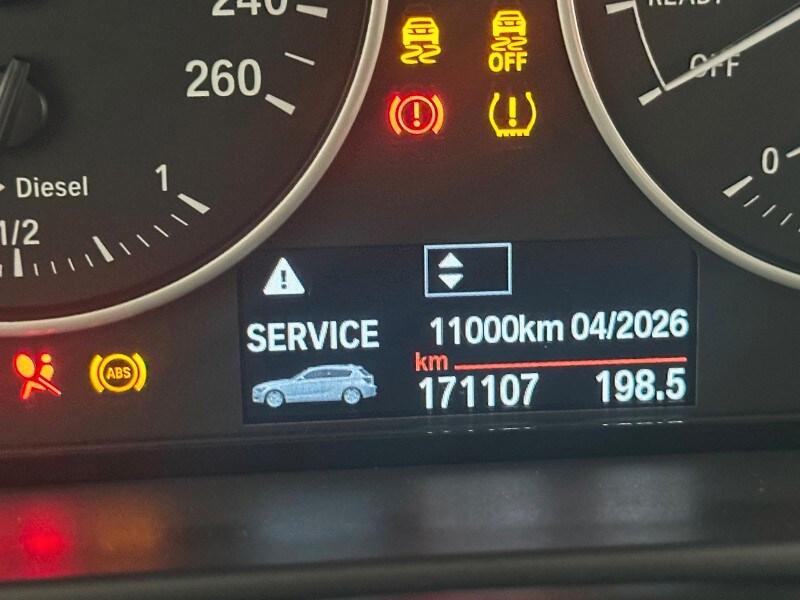 240
260
Diesel
1
1/2
OFF
READY
OFF
0
ABS
SERVICE 11000km 04/2026
km
171107 198.5